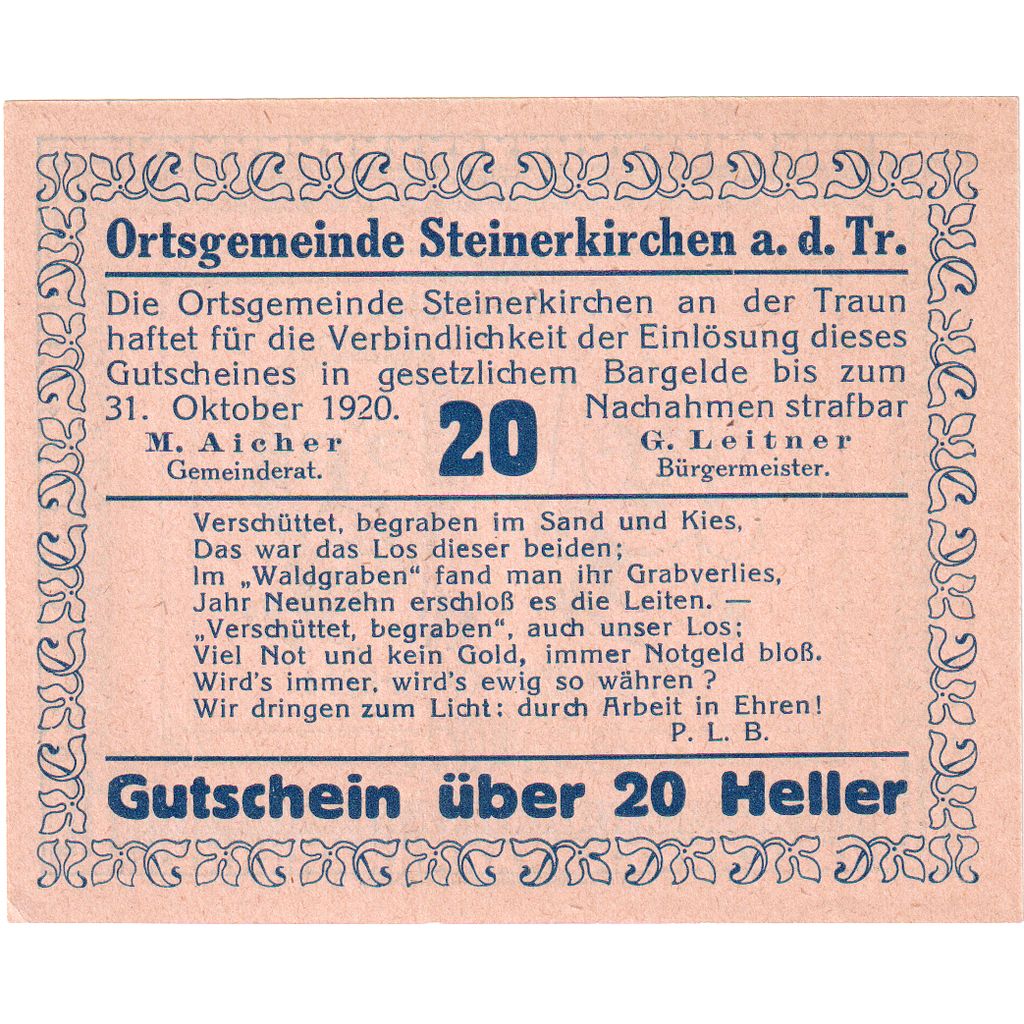 Ortsgemeinde Steinerkirchen a. d. Tr.
Die Ortsgemeinde Steinerkirchen an der Traun
haftet für die Verbindlichkeit der Einlösung dieses
Gutscheines in gesetzlichem Bargelde bis zum
31. Oktober 1920. 20 Nachahmen strafbar
M. Aicher G. Leitner
Gemeinderat. Bürgermeister.
Verschüttet, begraben im Sand und Kies,
Das war das Los dieser beiden;
Im „Waldgraben“ fand man ihr Grabverlies,
Jahr Neunzehn erschloß es die Leiten. —
„Verschüttet, begraben“, auch unser Los;
Viel Not und kein Gold, immer Notgeld bloß.
Wird's immer, wird's ewig so währen?
Wir dringen zum Licht: durch Arbeit in Ehren!
P. L. B.
Gutschein über 20 Heller